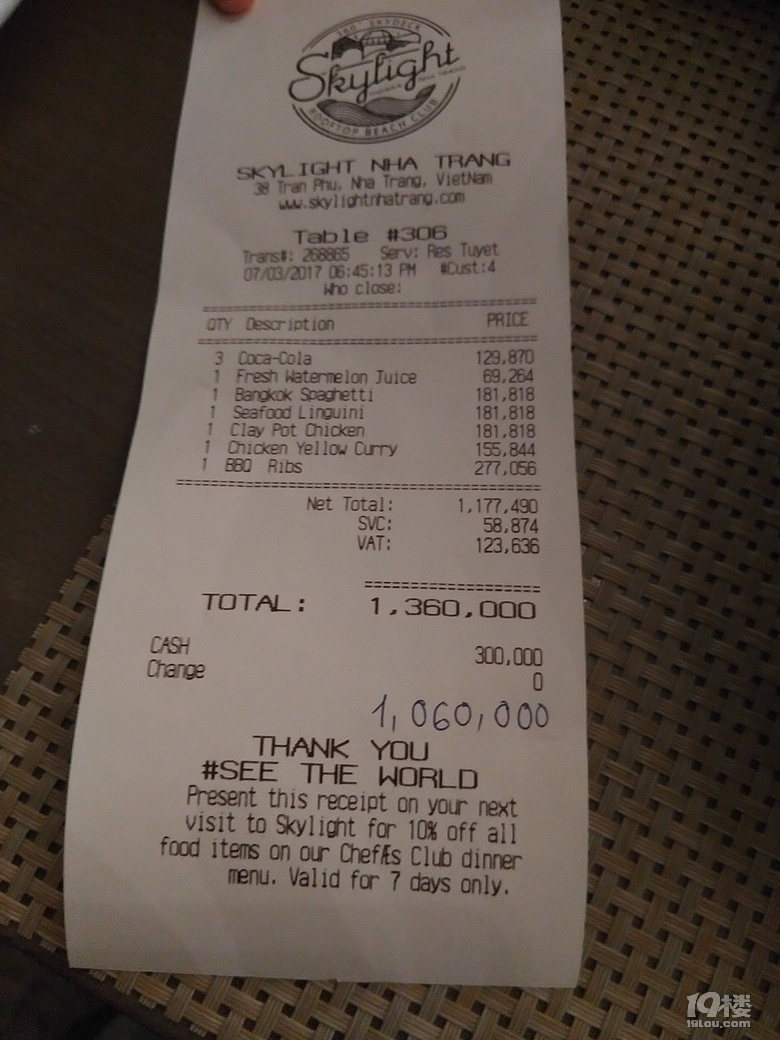 360° SKYDECK
Skylight
ROOFTOP BEACH CLUB
SKYLIGHT NHA TRANG
38 Tran Phu, Nha Trang, VietNam
www.skylightnhatrang.com
Table #306
Trans#: 268865 Serv: Res Tuyet
07/03/2017 06:45:13 PM #Cust:4
Who close:
QTY Description PRICE
3 Coca-Cola 129,870
1 Fresh Watermelon Juice 69,264
1 Bangkok Spaghetti 181,818
1 Seafood Linguini 181,818
1 Clay Pot Chicken 181,818
1 Chicken Yellow Curry 155,844
1 BBQ Ribs 277,056
Net Total: 1,177,490
SVC: 58,874
VAT: 123,636
TOTAL: 1,360,000
CASH 300,000
Change 0
1,060,000
THANK YOU
#SEE THE WORLD
Present this receipt on your next
visit to Skylight for 10% off all
food items on our ChefÆs Club dinner
menu. Valid for 7 days only.
19楼
19lou.com